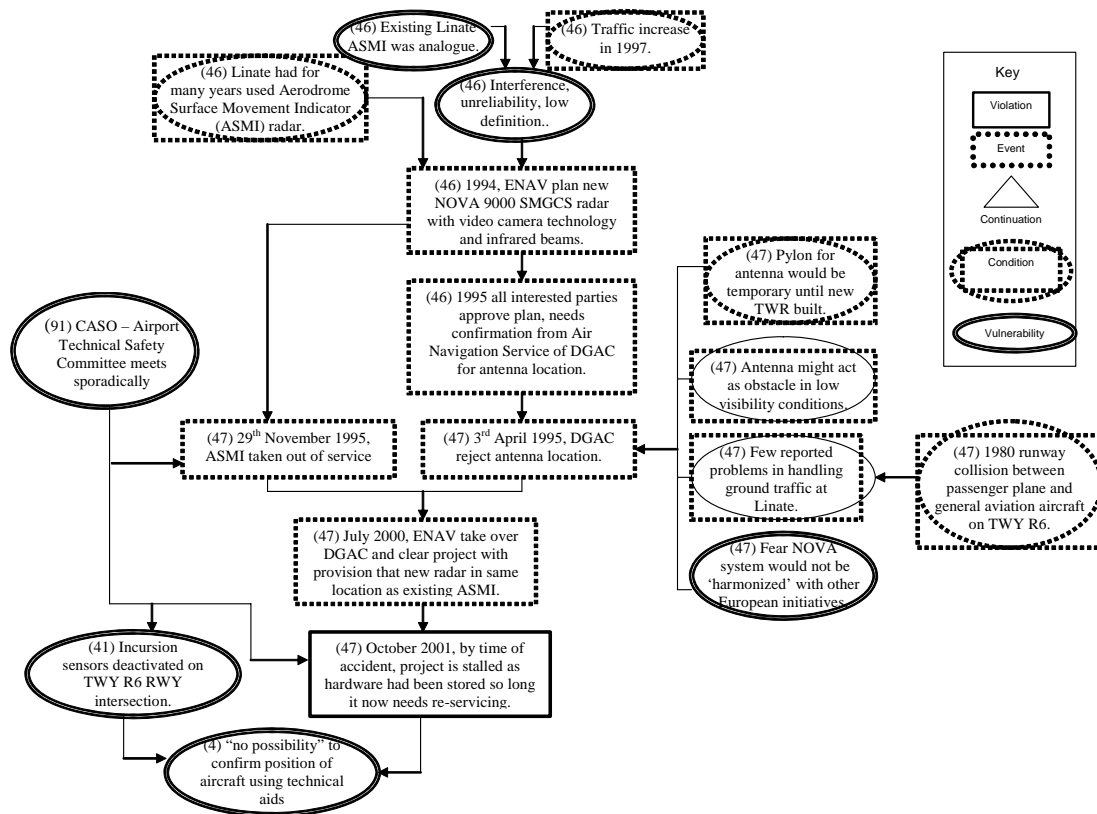 (46) Existing Linate
ASMI was analogue.
(46) Traffic increase
in 1997.
(46) Linate had for
many years used Aerodrome
Surface Movement Indicator
(ASMI) radar.
(46) Interference,
unreliability, low
definition..
Key
Violation
Event
Continuation
Condition
Vulnerability
(46) 1994, ENAV plan new
NOVA 9000 SMGCS radar
with video camera technology
and infrared beams.
(47) Pylon for
antenna would be
temporary until new
TWR built.
(46) 1995 all interested parties
approve plan, needs
confirmation from Air
Navigation Service of DGAC
for antenna location.
(91) CASO – Airport
Technical Safety
Committee meets
sporadically
(47) Antenna might act
as obstacle in low
visibility conditions.
(47) 29th November 1995,
ASMI taken out of service
(47) 3rd April 1995, DGAC
reject antenna location.
(47) Few reported
problems in handling
ground traffic at
Linate.
(47) 1980 runway
collision between
passenger plane and
general aviation aircraft
on TWY R6.
(47) July 2000, ENAV take over
DGAC and clear project with
provision that new radar in same
location as existing ASMI.
(47) Fear NOVA
system would not be
‘harmonized’ with other
European initiatives.
(41) Incursion
sensors deactivated on
TWY R6 RWY
intersection.
(47) October 2001, by time of
accident, project is stalled as
hardware had been stored so long
it now needs re-servicing.
(4) “no possibility” to
confirm position of
aircraft using technical
aids